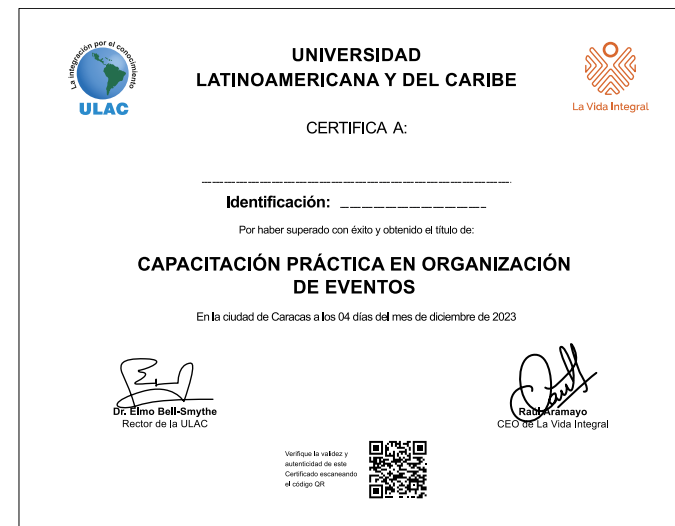 La integración por el conocimiento
ULAC
UNIVERSIDAD
LATINOAMERICANA Y DEL CARIBE
La Vida Integral
CERTIFICA A:
Identificación:
Por haber superado con éxito y obtenido el título de:
CAPACITACIÓN PRÁCTICA EN ORGANIZACIÓN
DE EVENTOS
En la ciudad de Caracas a los 04 días del mes de diciembre de 2023
Dr. Elmo Bell-Smythe
Rector de la ULAC
Raúl Aramayo
CEO de La Vida Integral
Verifique la validez y
autenticidad de este
Certificado escaneando
el código QR